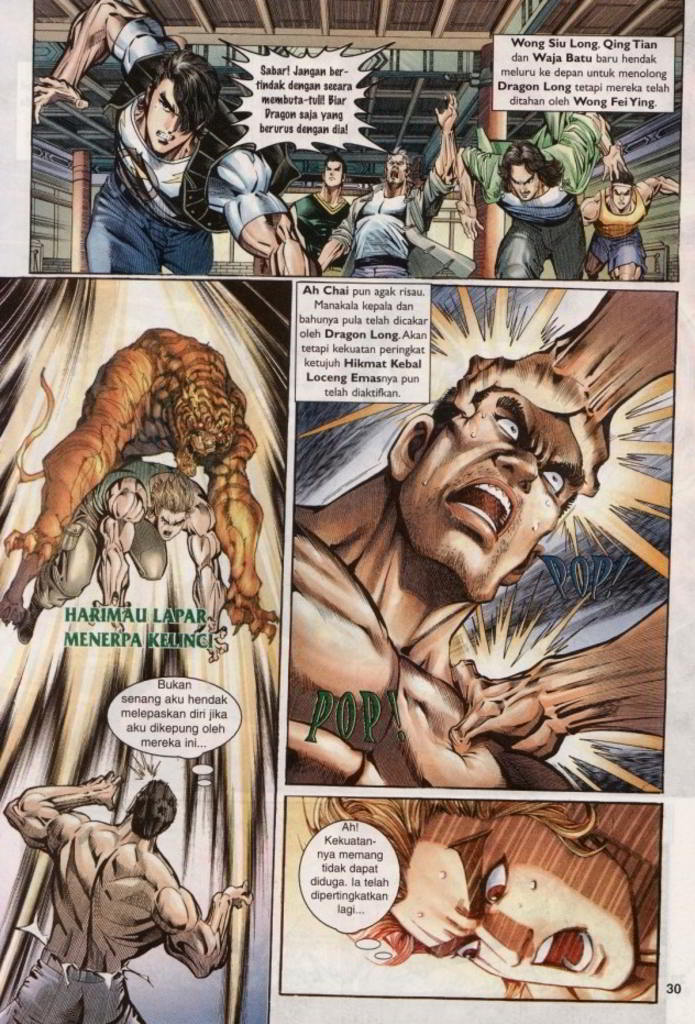 Sabar! Jangan ber-
tindak dengan secara
membuta-tuli! Biar
Dragon saja yang
berurus dengan dia!
Wong Siu Long, Qing Tian
dan Waja Batu baru hendak
meluru ke depan untuk menolong
Dragon Long tetapi mereka telah
ditahan oleh Wong Fei Ying.
HARIMAU LAPAR
MENERPA KELINCI
Bukan
senang aku hendak
melepaskan diri jika
aku dikepung oleh
mereka ini...
Ah Chai pun agak risau.
Manakala kepala dan
bahunya pula telah dicakar
oleh Dragon Long. Akan
tetapi kekuatan peringkat
ketujuh Hikmat Kebal
Loceng Emasnya pun
telah diaktifkan.
POP!
POP!
Ah!
Kekuatan-
nya memang
tidak dapat
diduga. Ia telah
dipertingkatkan
lagi...
30